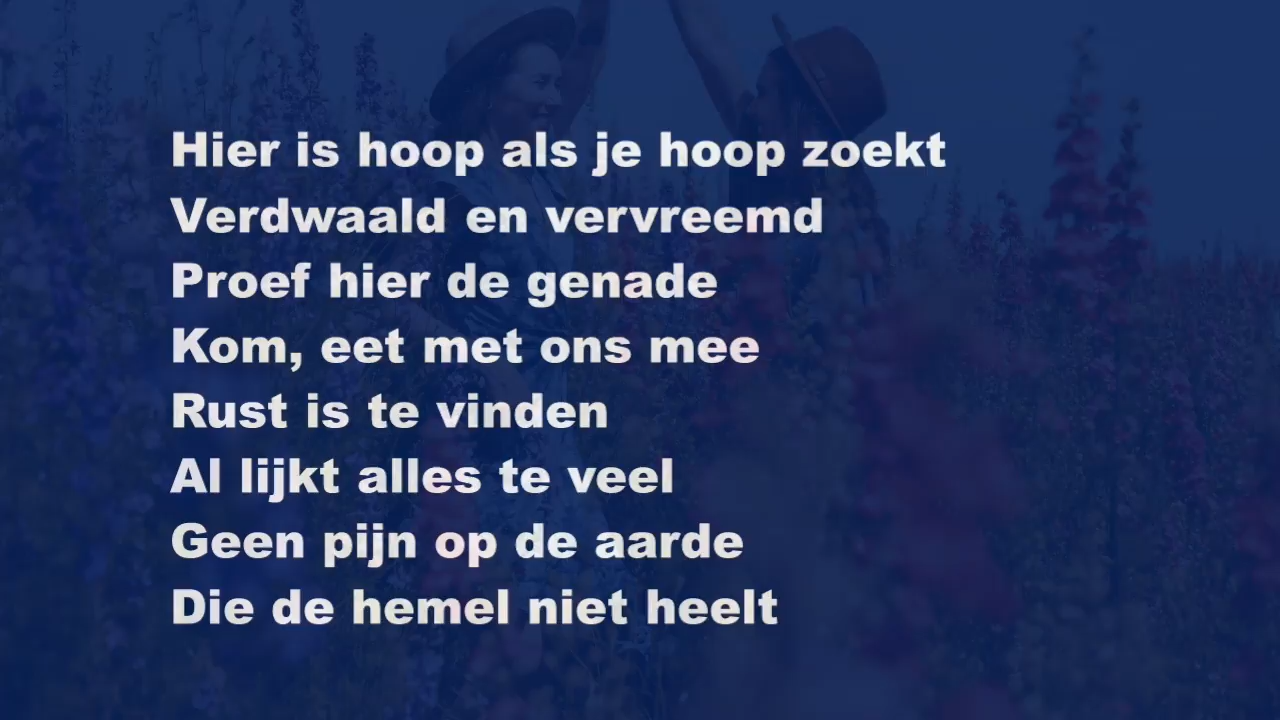 Hier is hoop als je hoop zoekt
Verdwaald en vervreemd
Proef hier de genade
Kom, eet met ons mee
Rust is te vinden
Al lijkt alles te veel
Geen pijn op de aarde
Die de hemel niet heelt